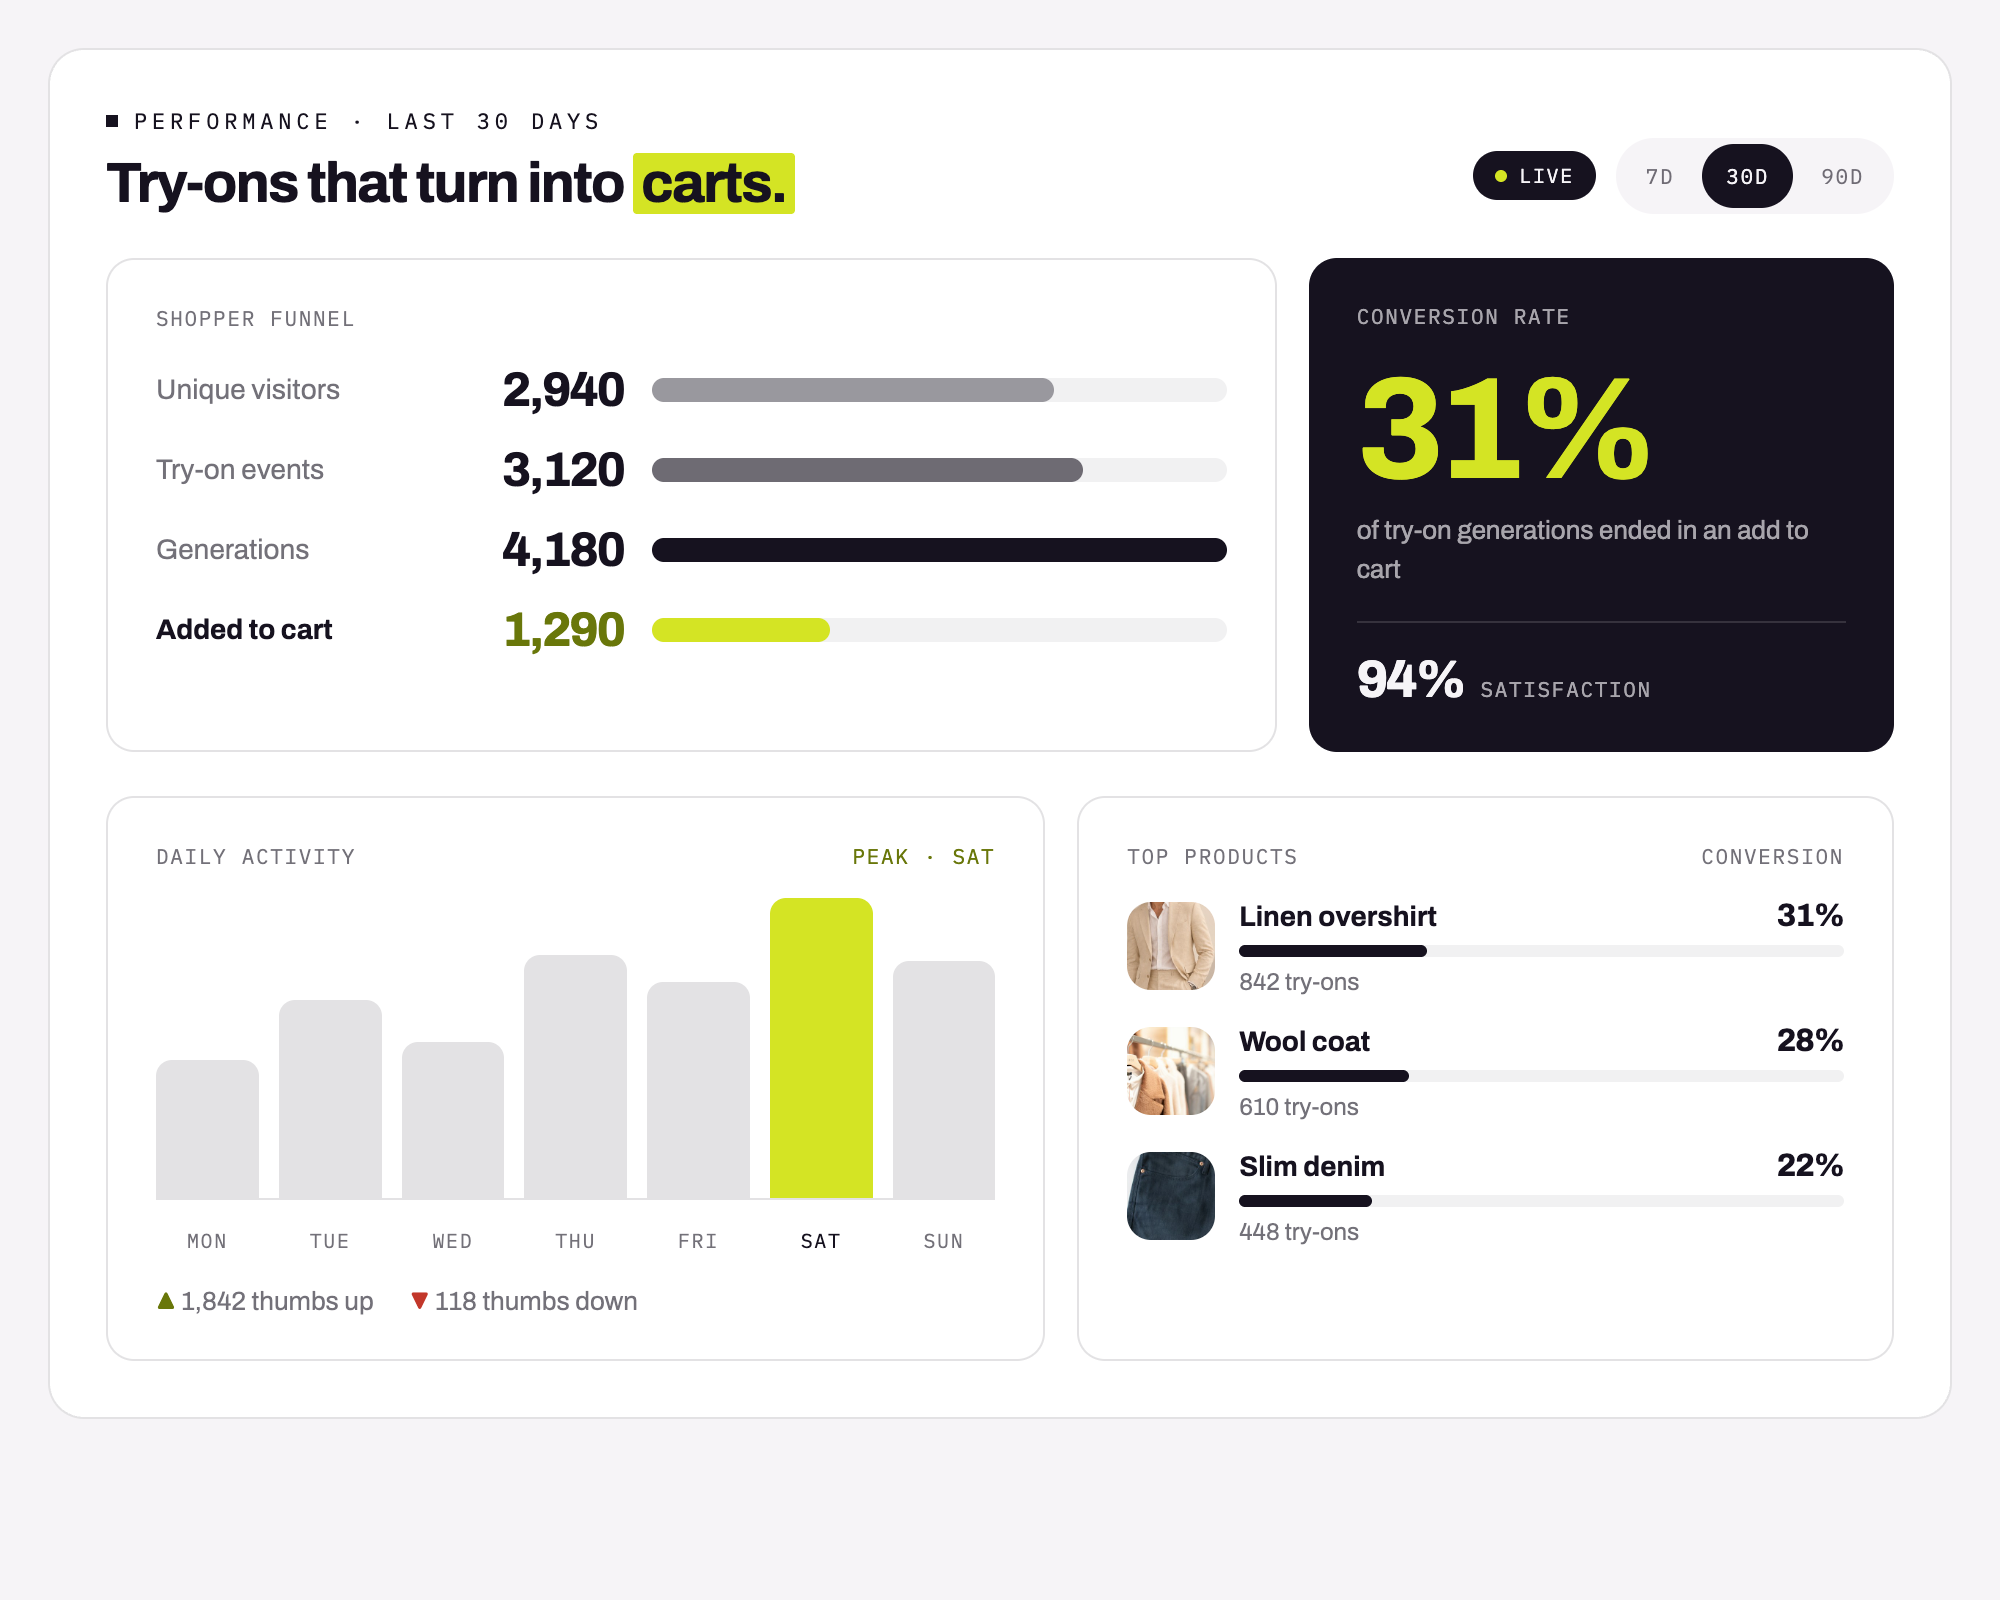 PERFORMANCE · LAST 30 DAYS
Try-ons that turn into carts.
LIVE
7D 30D 90D
SHOPPER FUNNEL
Unique visitors 2,940
Try-on events 3,120
Generations 4,180
Added to cart 1,290
CONVERSION RATE
31%
of try-on generations ended in an add to
cart
94% SATISFACTION
DAILY ACTIVITY PEAK · SAT
MON TUE WED THU FRI SAT SUN
1,842 thumbs up 118 thumbs down
TOP PRODUCTS CONVERSION
Linen overshirt 31%
842 try-ons
Wool coat 28%
610 try-ons
Slim denim 22%
448 try-ons